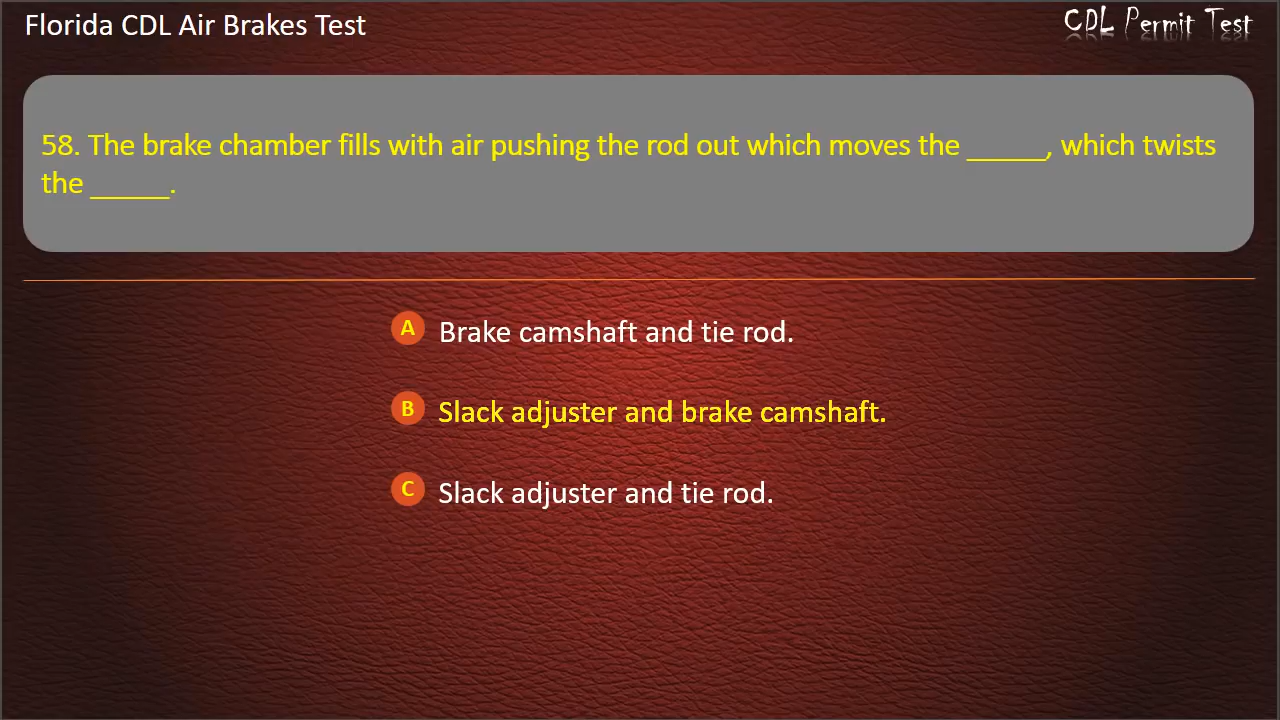 Florida CDL Air Brakes Test
CDL Permit Test
58. The brake chamber fills with air pushing the rod out which moves the _____, which twists
the _____.
A Brake camshaft and tie rod.
B Slack adjuster and brake camshaft.
C Slack adjuster and tie rod.